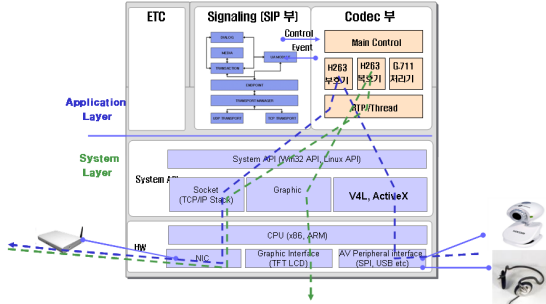 ETC
Signaling (SIP 부)
Codec 부
Control
Event
Main Control
DIALOG
MEDIA
TRANSACTION
ENDPOINT
TRANSPORT MANAGER
UDP TRANSPORT
TCP TRANSPORT
H263
H263
복호기
G.711
처리기
RTP/Thread
Application
Layer
System
Layer
System API (Win32 API, Linux API)
System API
Socket
(TCP/IP Stack)
Graphic
V4L, ActiveX
CPU (x86, ARM)
HW
NIC
Graphic Interface
(TFT LCD)
AV Peripheral interface
(SPI, USB etc)